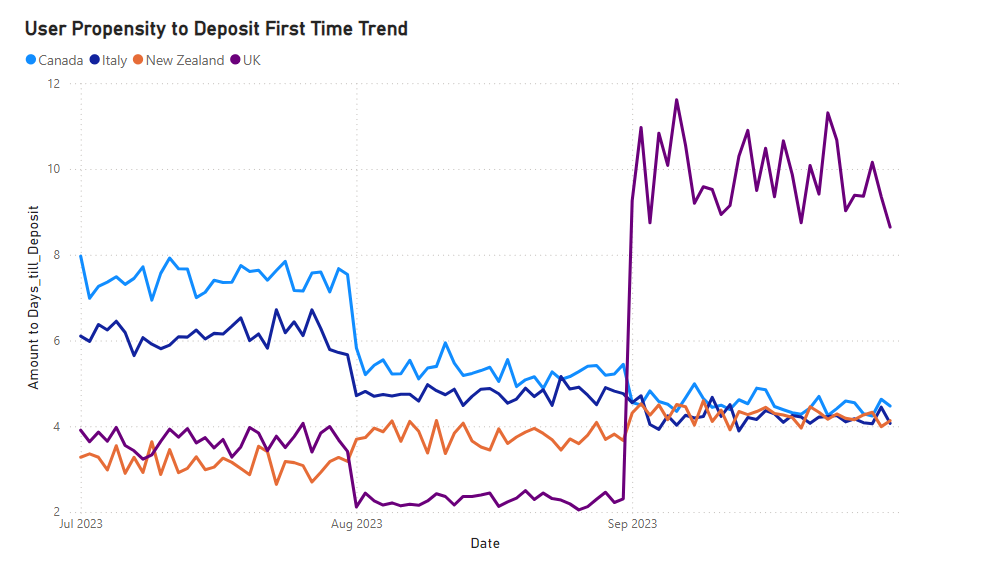 User Propensity to Deposit First Time Trend
Canada Italy New Zealand UK
12
10
8
6
4
2
Amount to Days_till_Deposit
Jul 2023 Aug 2023 Sep 2023
Date